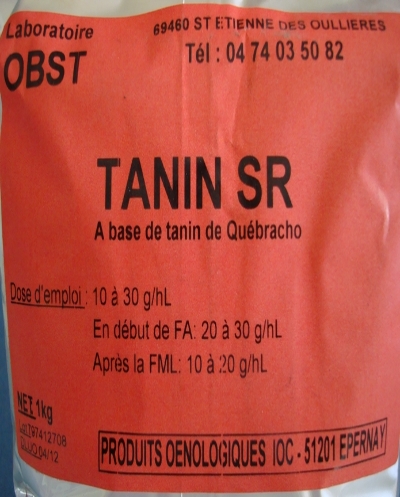 Laboratoire
OBST
69460 ST ETIENNE DES OULLIERES
Tél : 04 74 03 50 82
TANIN SR
A base de tanin de Québracho
Dose d'emploi : 10 à 30 g/hL
En début de FA: 20 à 30 g/hL
Après la FML: 10 à 20 g/hL
NET 1kg
04/12
PRODUITS OENOLOGIQUES IOC - 51201 EPERNAY